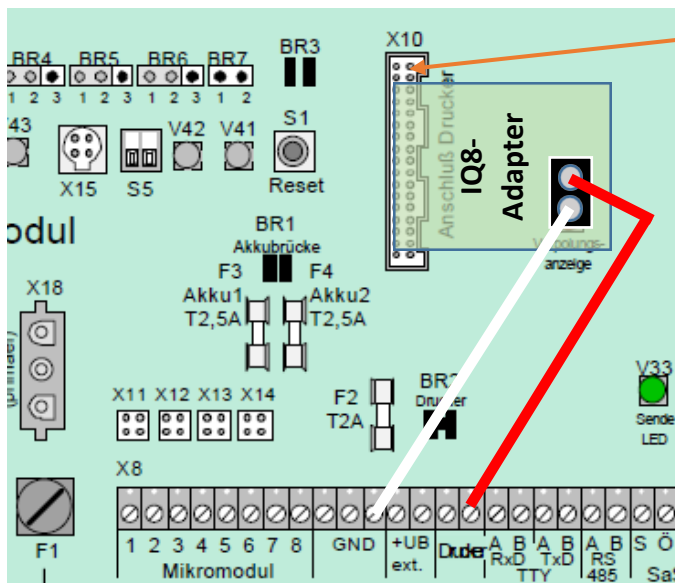 BR4 BR5 BR6 BR7
BR3
X10
1 2 3 1 2 3 1 2 3 1 2
V43
V42 V41
S1
X15 S5
Reset
Anschluß Drucker
IQ8-
Adapter
odul
BR1
Akkubrücke
F3 F4
Akku1 Akku2
T2,5A T2,5A
anzeige
X18
(primaer)
X11 X12 X13 X14
F2
T2A
Drucker
V33
Sende
LED
X8
F1
1 2 3 4 5 6 7 8 GND +UB Drucker A B A B A B S Ö
RxD TxD RS
ext. TTY 485
Mikromodul SaS